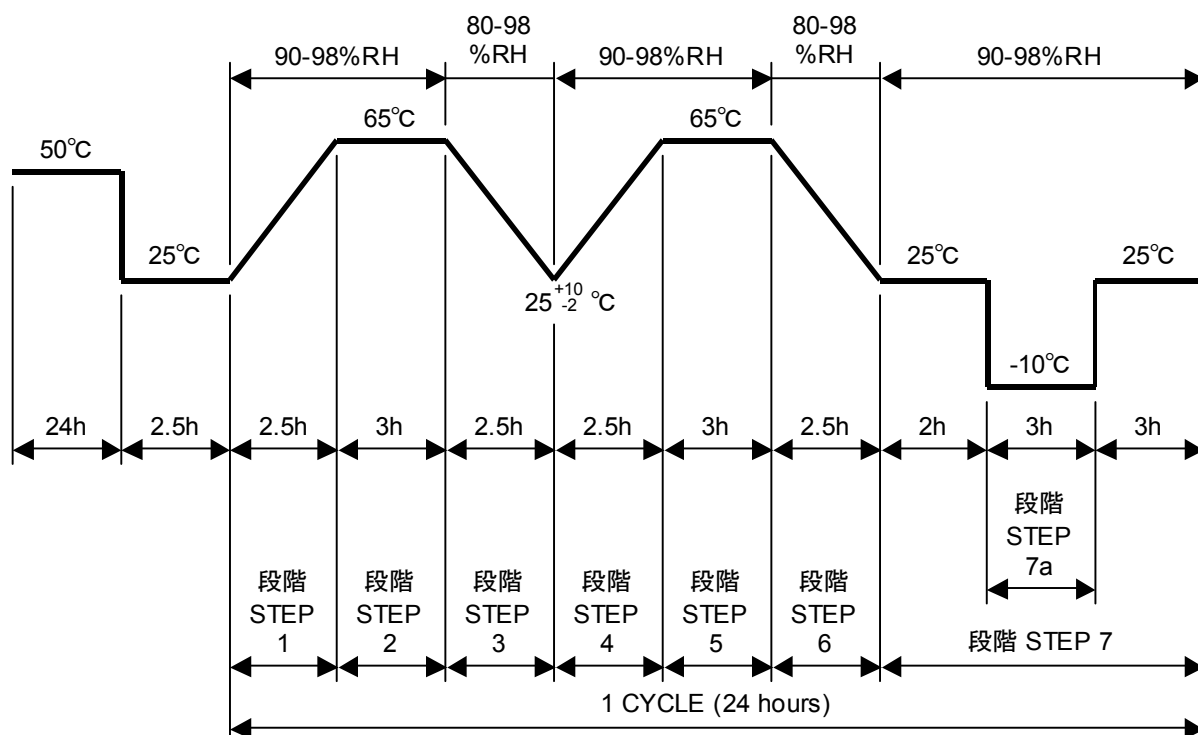 80-98
%RH
80-98
%RH
90-98%RH
90-98%RH
90-98%RH
65℃
65℃
50℃
25℃
25℃
25℃
25 +10 -2 ℃
-10℃
24h
2.5h
2.5h
3h
2.5h
2.5h
3h
2.5h
2h
3h
3h
段階
STEP
7a
段階
STEP
1
段階
STEP
2
段階
STEP
3
段階
STEP
4
段階
STEP
5
段階
STEP
6
段階 STEP 7
1 CYCLE (24 hours)